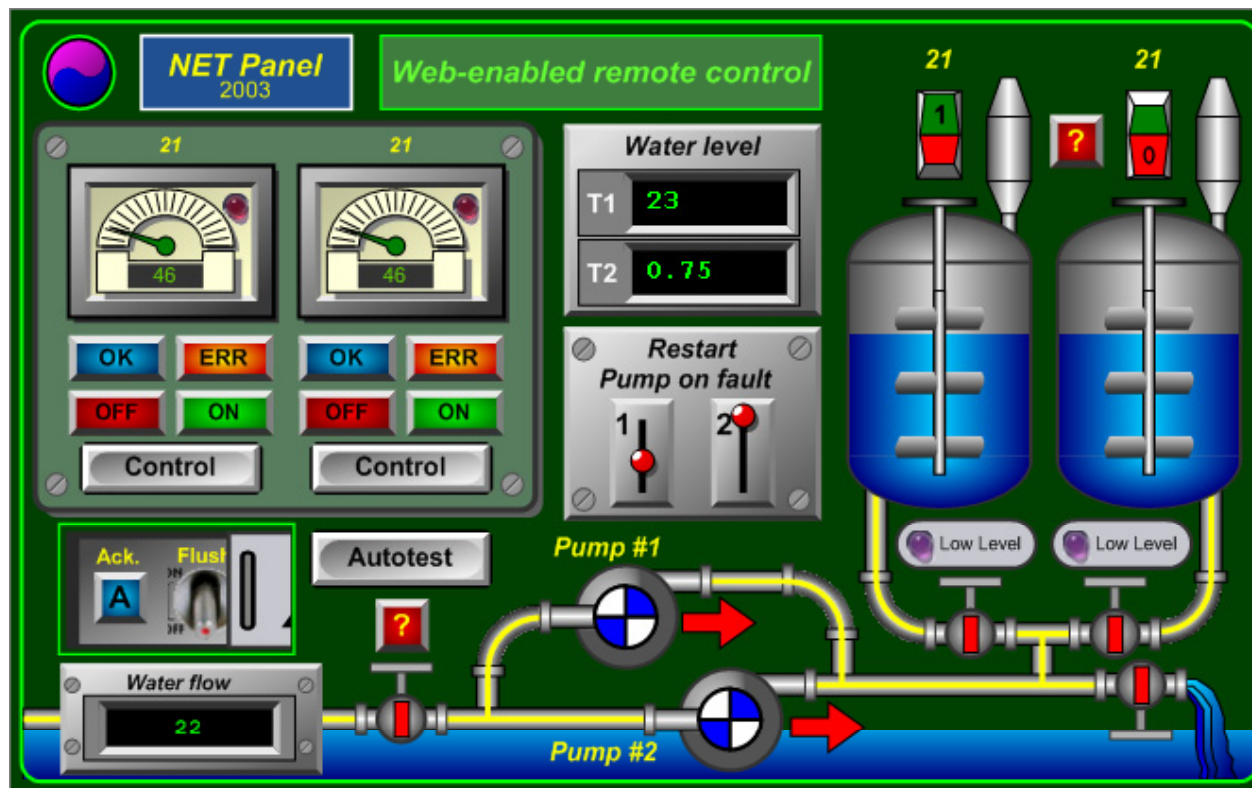 NET Panel
2003
Web-enabled remote control
21
21
21
21
1
?
0
46
46
OK
ERR
OK
ERR
OFF
ON
OFF
ON
Control
Control
Water level
T1
23
T2
0.75
Restart
Pump on fault
1
2
Ack.
Flush
A
ON
OFF
Autotest
?
Pump #1
Low Level
Low Level
Water flow
22
Pump #2